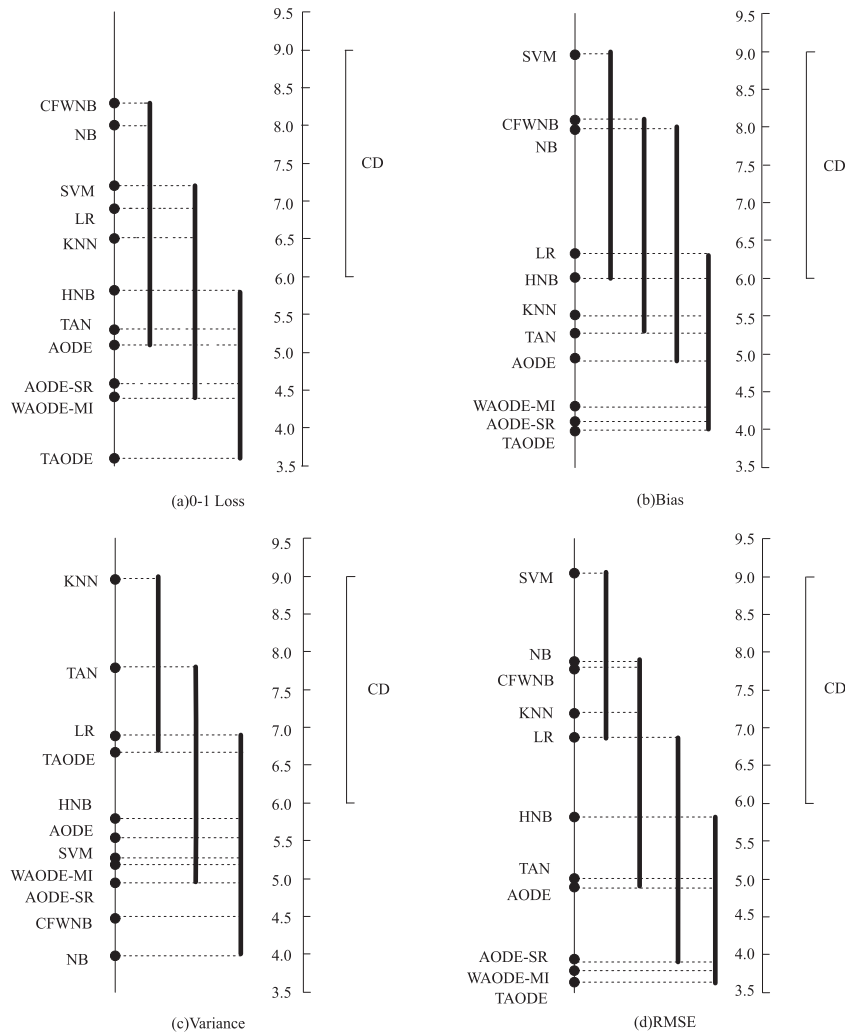 9.5
9.0
CFWNB
8.5
NB
8.0
7.5
CD
SVM
7.0
LR
6.5
KNN
6.0
HNB
5.5
TAN
AODE
5.0
AODE-SR
4.5
WAODE-MI
4.0
TAODE
3.5
(a)0-1 Loss
9.5
SVM
9.0
8.5
CFWNB
8.0
NB
7.5
CD
7.0
6.5
LR
HNB
6.0
KNN
5.5
TAN
AODE
5.0
4.5
WAODE-MI
AODE-SR
4.0
TAODE
3.5
(b)Bias
9.5
KNN
9.0
8.5
8.0
TAN
7.5
CD
LR
7.0
TAODE
6.5
HNB
6.0
AODE
5.5
SVM
WAODE-MI
5.0
AODE-SR
4.5
CFWNB
NB
4.0
3.5
(c)Variance
9.5
SVM
9.0
8.5
NB
8.0
CFWNB
7.5
CD
KNN
LR
7.0
6.5
6.0
HNB
5.5
TAN
5.0
AODE
4.5
AODE-SR
4.0
WAODE-MI
3.5
TAODE
(d)RMSE